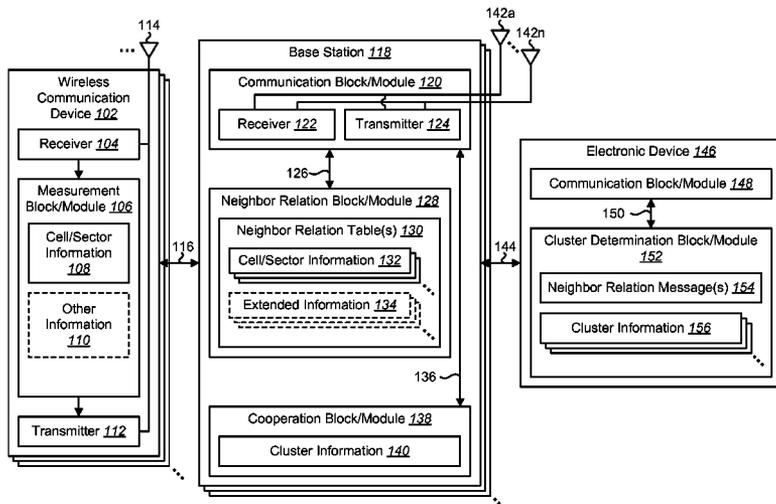 114
Wireless
Communication
Device 102
Receiver 104
Measurement
Block/Module 106
Cell/Sector
Information
108
Other
Information
110
Transmitter 112
116
142a
142n
Base Station 118
Communication Block/Module 120
Receiver 122
Transmitter 124
126
Neighbor Relation Block/Module 128
Neighbor Relation Table(s) 130
Cell/Sector Information 132
Extended Information 134
136
Cooperation Block/Module 138
Cluster Information 140
144
Electronic Device 146
Communication Block/Module 148
150
Cluster Determination Block/Module
152
Neighbor Relation Message(s) 154
Cluster Information 156